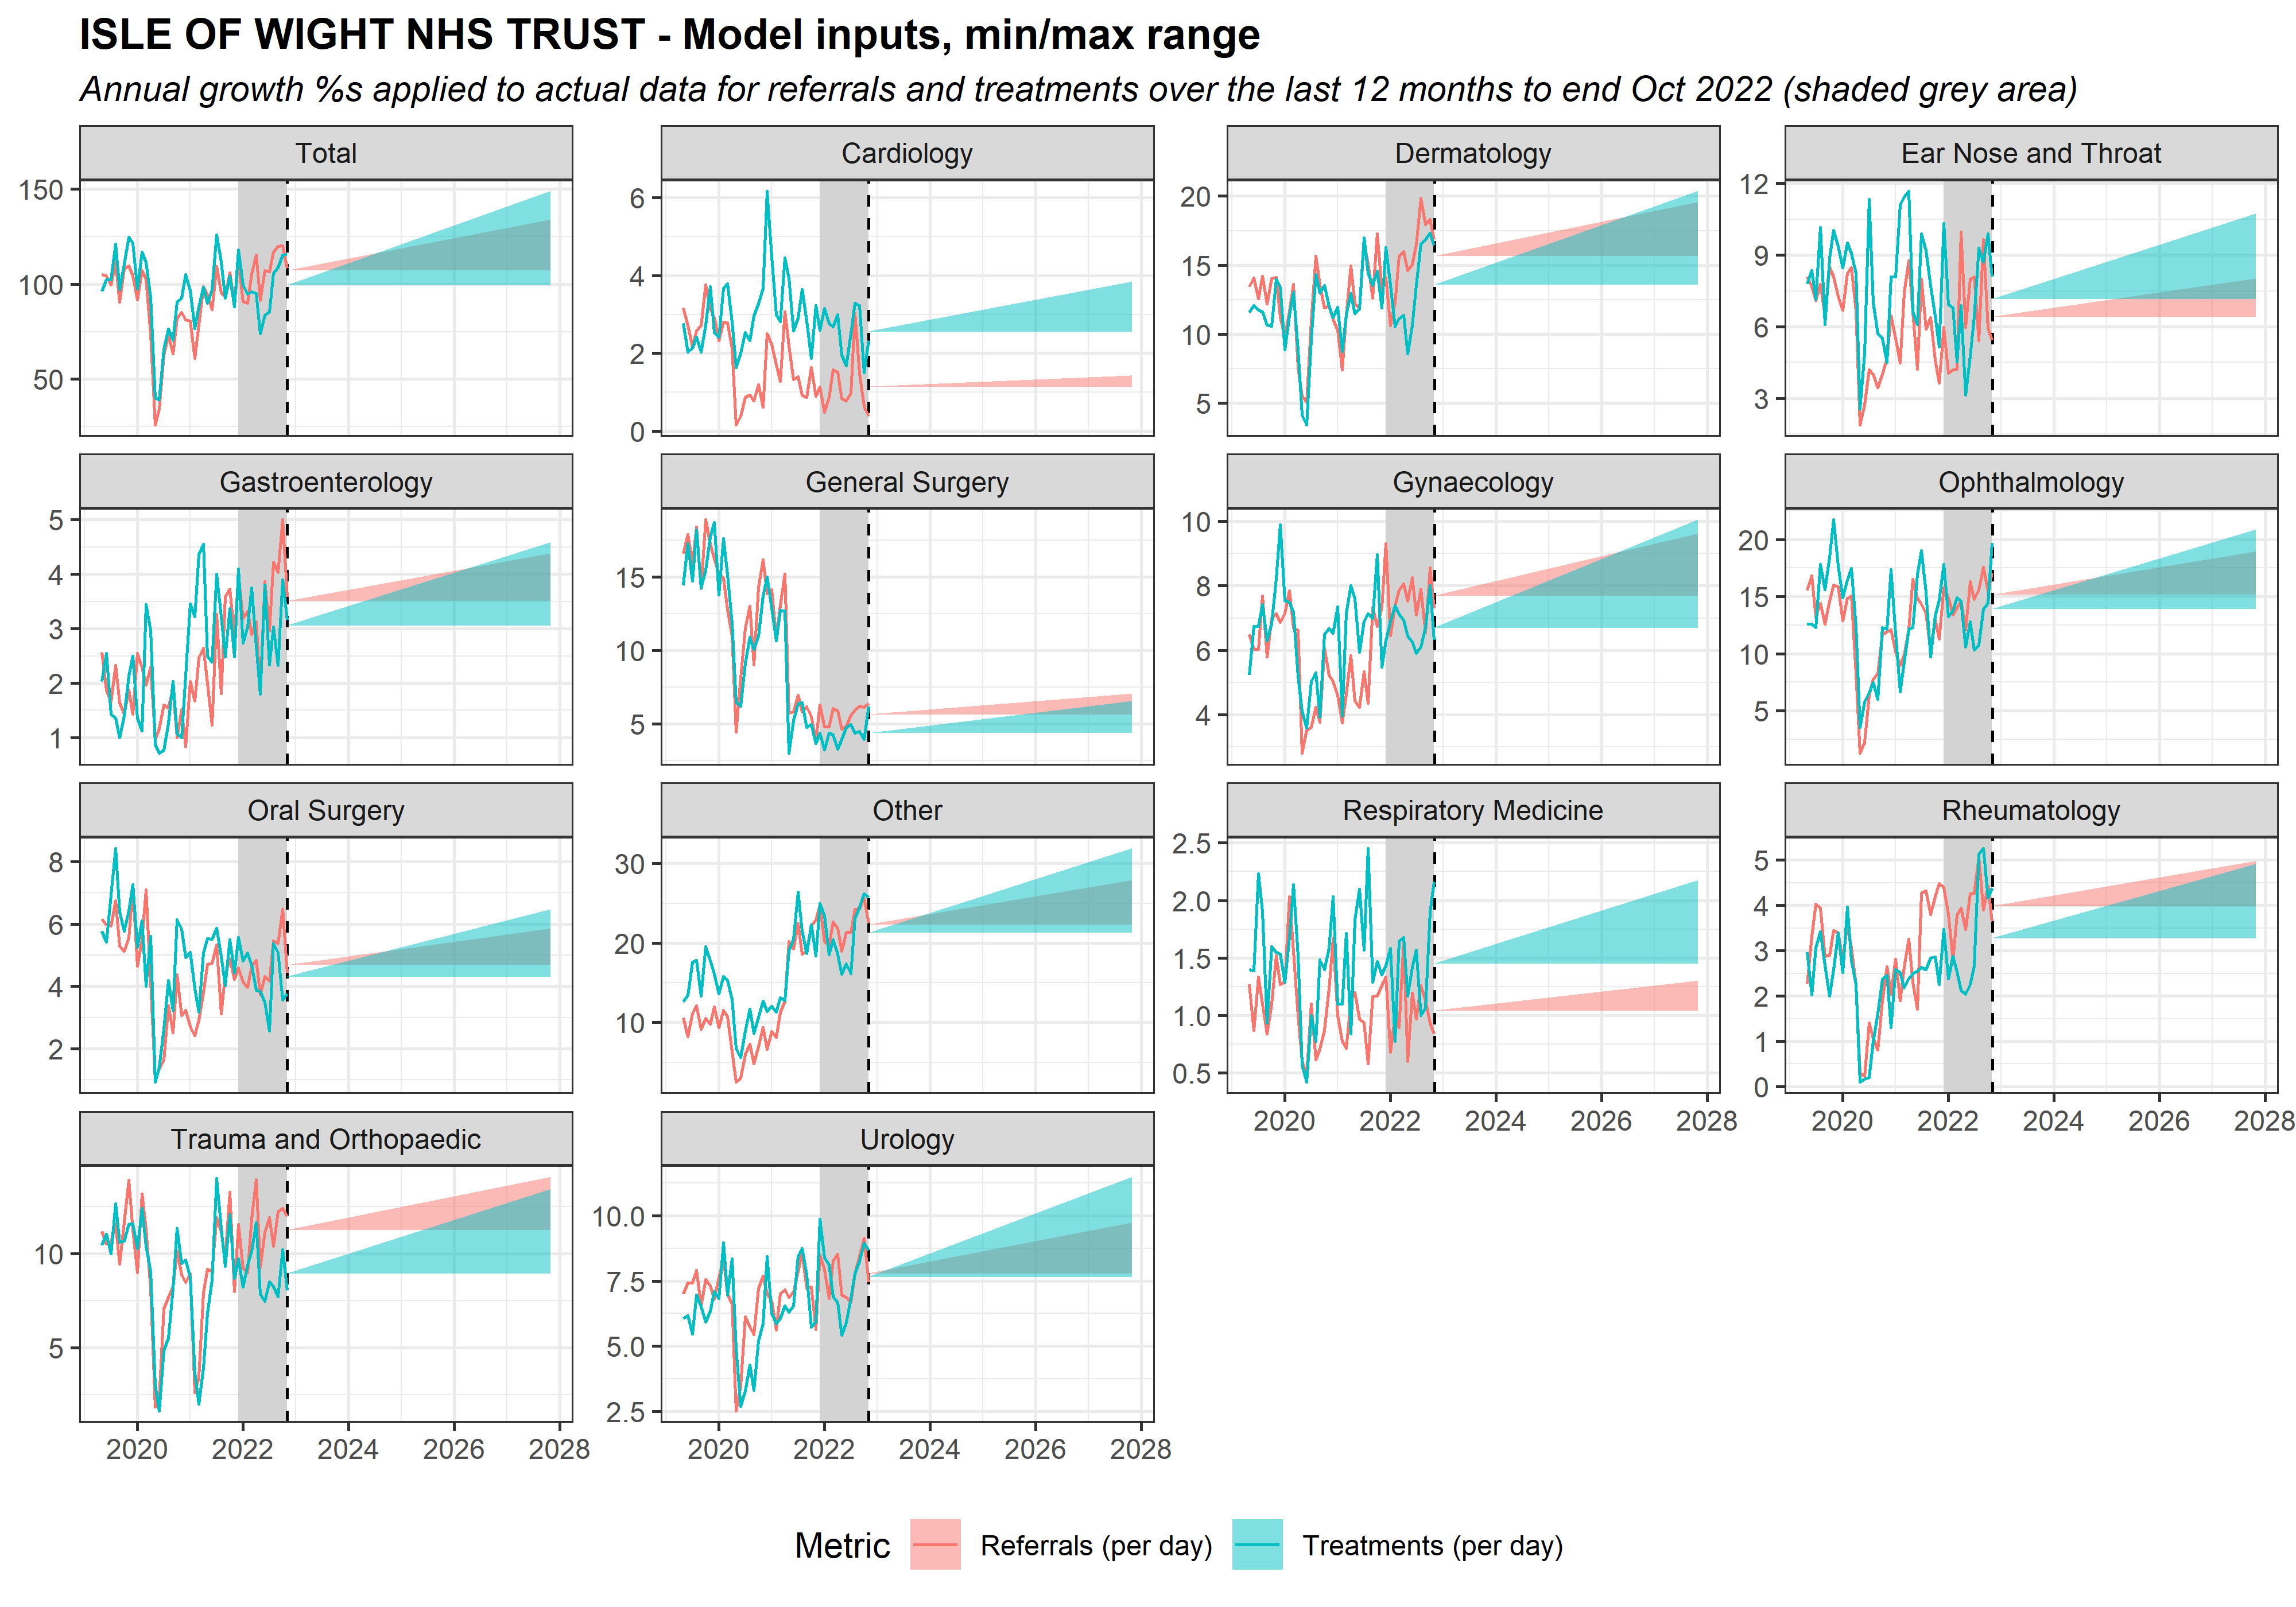 ISLE OF WIGHT NHS TRUST - Model inputs, min/max range
Annual growth %s applied to actual data for referrals and treatments over the last 12 months to end Oct 2022 (shaded grey area)
Total
Cardiology
Dermatology
Ear Nose and Throat
150
100
50
6
4
2
0
20
15
10
5
12
9
6
3
Gastroenterology
General Surgery
Gynaecology
Ophthalmology
5
4
3
2
1
15
10
5
10
8
6
4
20
15
10
5
Oral Surgery
Other
Respiratory Medicine
Rheumatology
8
6
4
2
30
20
10
2.5
2.0
1.5
1.0
0.5
5
4
3
2
1
0
2020 2022 2024 2026 2028
2020 2022 2024 2026 2028
Trauma and Orthopaedic
Urology
10
5
10.0
7.5
5.0
2.5
2020 2022 2024 2026 2028
2020 2022 2024 2026 2028
Metric Referrals (per day) Treatments (per day)